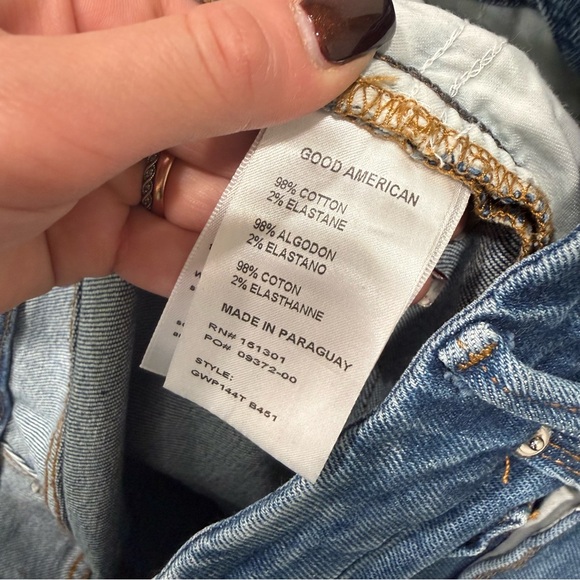 GOOD AMERICAN
98% COTTON
2% ELASTANE
98% ALGODON
2% ELASTANO
98% COTON
2% ELASTHANNE
MADE IN PARAGUAY
RN# 151301
PO# 09372-00
STYLE:
GWP144T B451